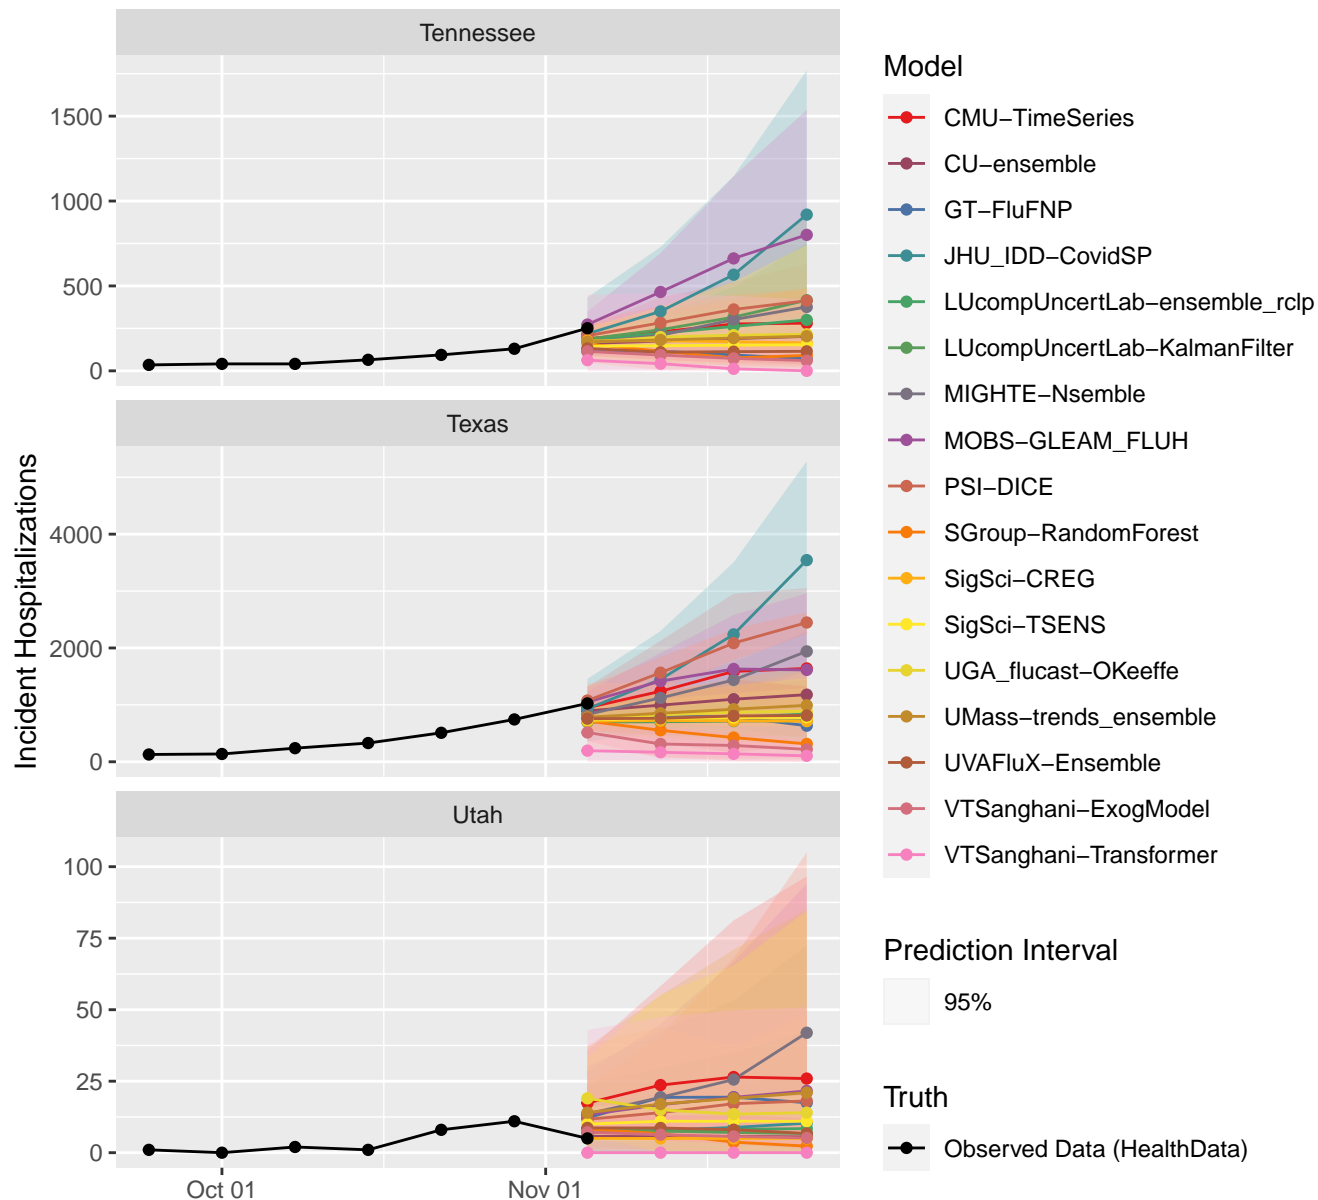 Tennessee
1500
1000
500
0
Texas
4000
2000
0
Utah
100
75
50
25
0
Oct 01
Nov 01
Incident Hospitalizations
Model
CMU−TimeSeries
CU−ensemble
GT−FluFNP
JHU_IDD−CovidSP
LUcompUncertLab−ensemble_rclp
LUcompUncertLab−KalmanFilter
MIGHTE−Nsemble
MOBS−GLEAM_FLUH
PSI−DICE
SGroup−RandomForest
SigSci−CREG
SigSci−TSENS
UGA_flucast−OKeeffe
UMass−trends_ensemble
UVAFluX−Ensemble
VTSanghani−ExogModel
VTSanghani−Transformer
Prediction Interval
95%
Truth
Observed Data (HealthData)